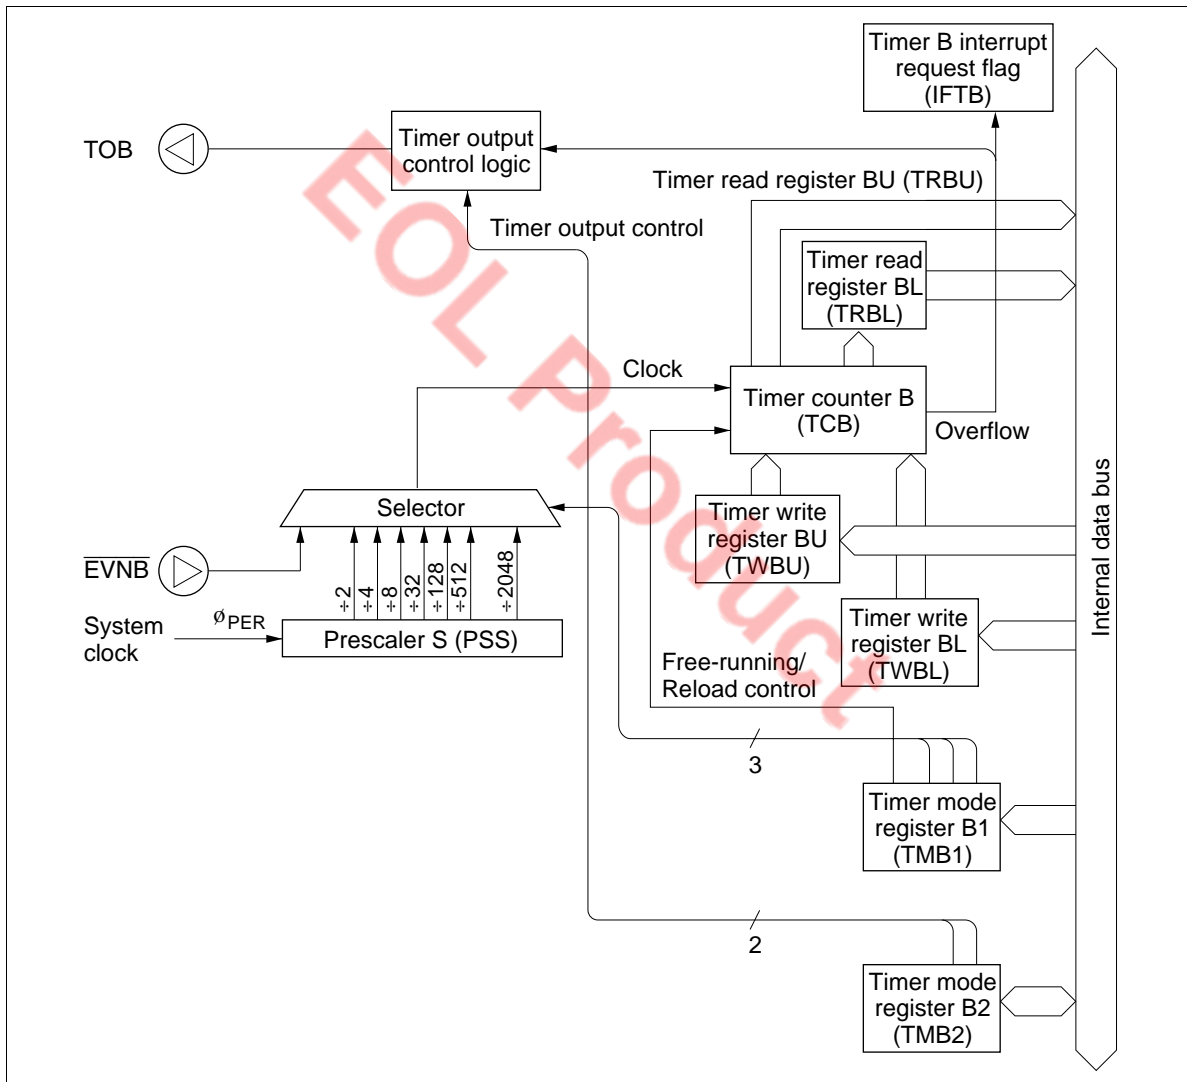 Timer B interrupt
request flag
(IFTB)
TOB
Timer output
control logic
Timer read register BU (TRBU)
Timer output control
Timer read
register BL
(TRBL)
Clock
Timer counter B
(TCB)
Overflow
Selector
Timer write
register BU
(TWBU)
EVNB
÷2
÷4
÷8
÷32
÷128
÷512
÷2048
System
clock
øPER
Prescaler S (PSS)
Timer write
register BL
(TWBL)
Free-running/
Reload control
3
Timer mode
register B1
(TMB1)
2
Timer mode
register B2
(TMB2)
Internal data bus
EOL Product